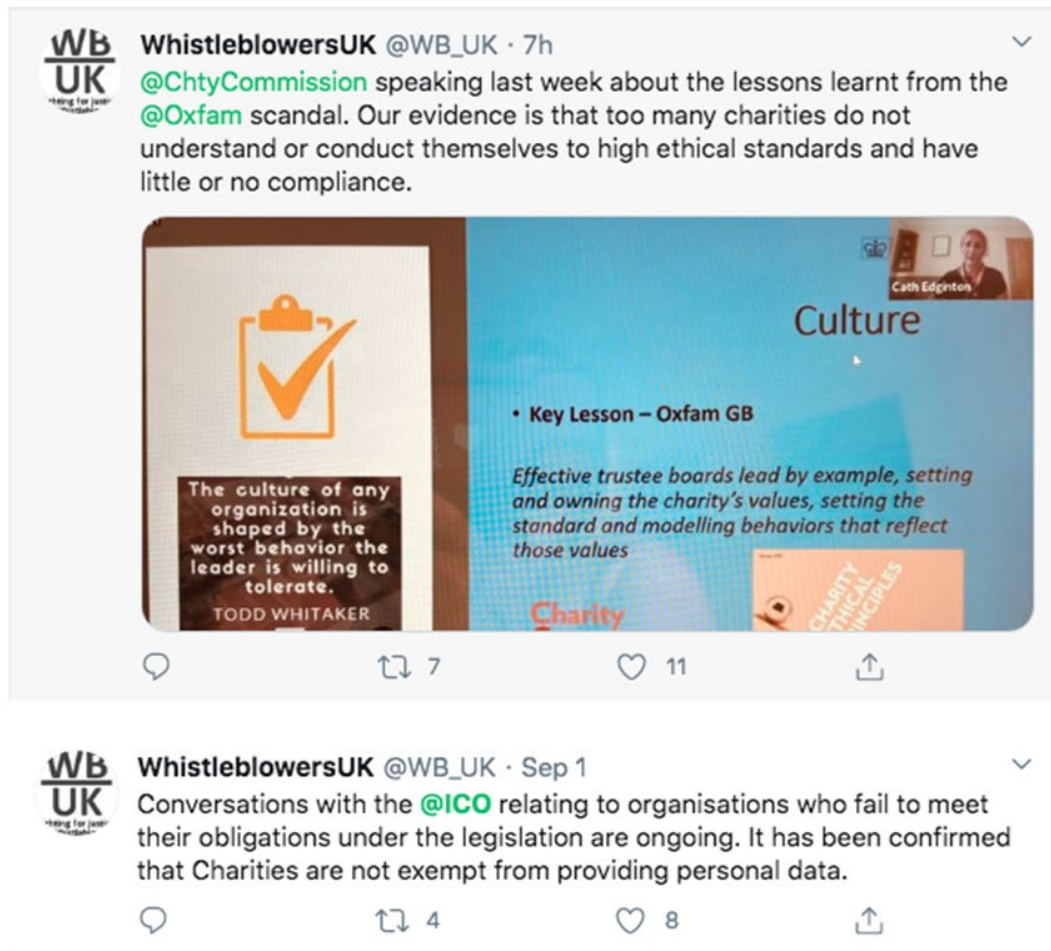 WB
UK
WhistleblowersUK @WB_UK · 7h
@ChtyCommission speaking last week about the lessons learnt from the
@Oxfam scandal. Our evidence is that too many charities do not
understand or conduct themselves to high ethical standards and have
little or no compliance.
Cath Edginton
Culture
• Key Lesson – Oxfam GB
Effective trustee boards lead by example, setting
and owning the charity's values, setting the
standard and modelling behaviors that reflect
those values
The culture of any
organization is
shaped by the
worst behavior the
leader is willing to
tolerate.
TODD WHITAKER
Charity
CHARITY
7
11
WB
UK
WhistleblowersUK @WB_UK · Sep 1
Conversations with the @ICO relating to organisations who fail to meet
their obligations under the legislation are ongoing. It has been confirmed
that Charities are not exempt from providing personal data.
4
8